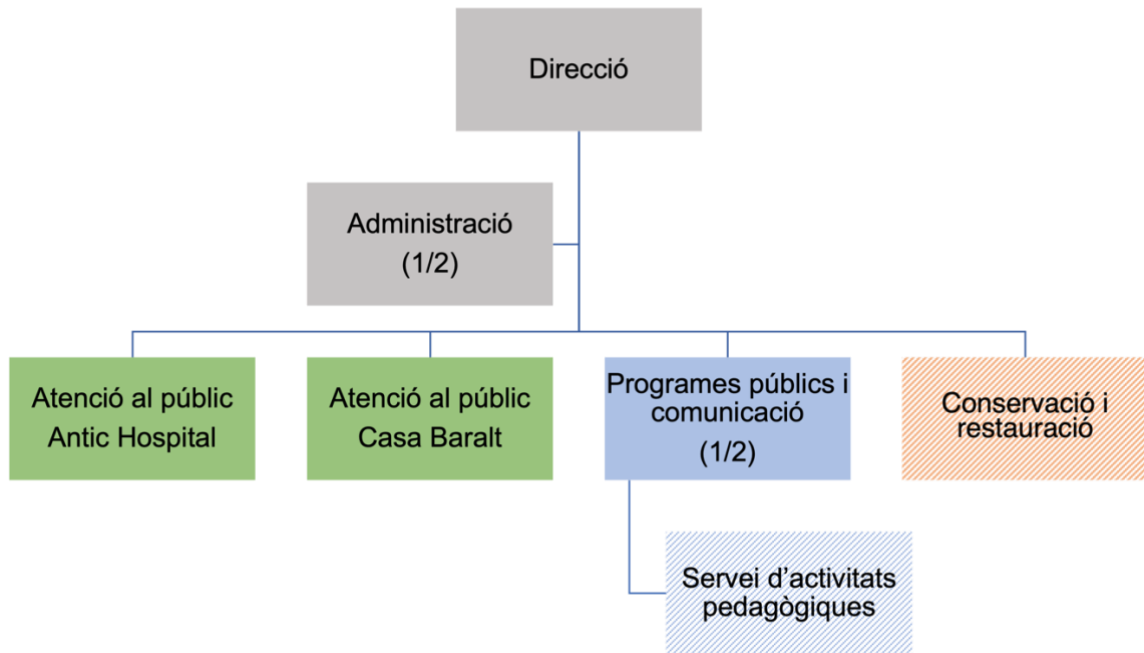 Direcció
Administració
(1/2)
Atenció al públic
Antic Hospital
Atenció al públic
Casa Baralt
Programes públics i
comunicació
(1/2)
Conservació i
restauració
Servei d’activitats
pedagògiques